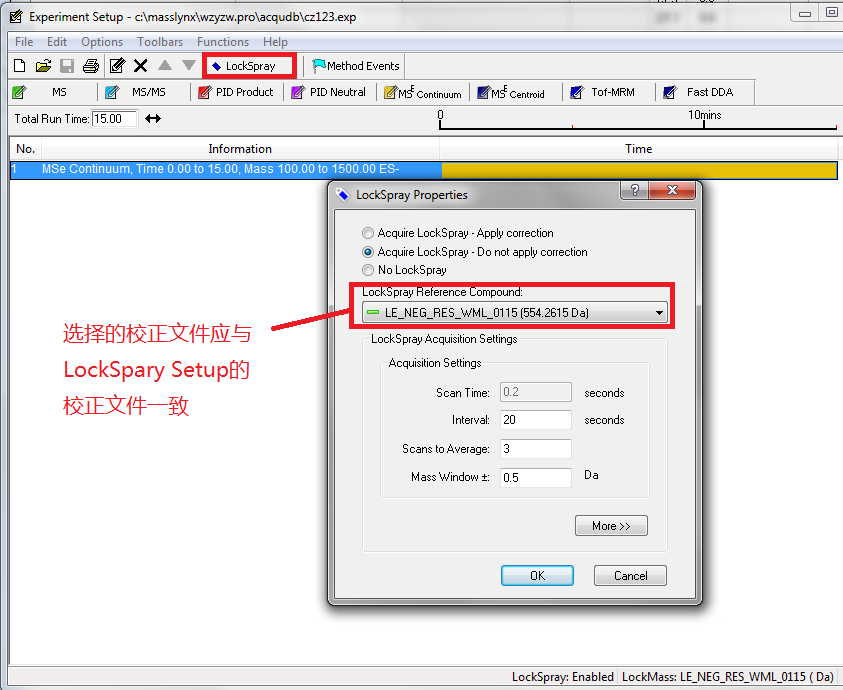 Experiment Setup - c:\masslynx\wzyzw.pro\acqudb\cz123.exp
File Edit Options Toolbars Functions Help
LockSpray Method Events
MS MS/MS PID Product PID Neutral MSE Continuum MSE Centroid Tof-MRM Fast DDA
Total Run Time: 15.00 0 10mins
No. Information Time
1 MSe Continuum, Time 0.00 to 15.00, Mass 100.00 to 1500.00 ES-
LockSpray Properties
Acquire LockSpray - Apply correction
Acquire LockSpray - Do not apply correction
No LockSpray
LockSpray Reference Compound:
LE_NEG_RES_WML_0115 (554.2615 Da)
选择的校正文件应与
LockSpary Setup的
校正文件一致
LockSpray Acquisition Settings
Acquisition Settings
Scan Time: 0.2 seconds
Interval: 20 seconds
Scans to Average: 3
Mass Window ±: 0.5 Da
More >>
OK Cancel
LockSpray: Enabled LockMass: LE_NEG_RES_WML_0115 ( Da)